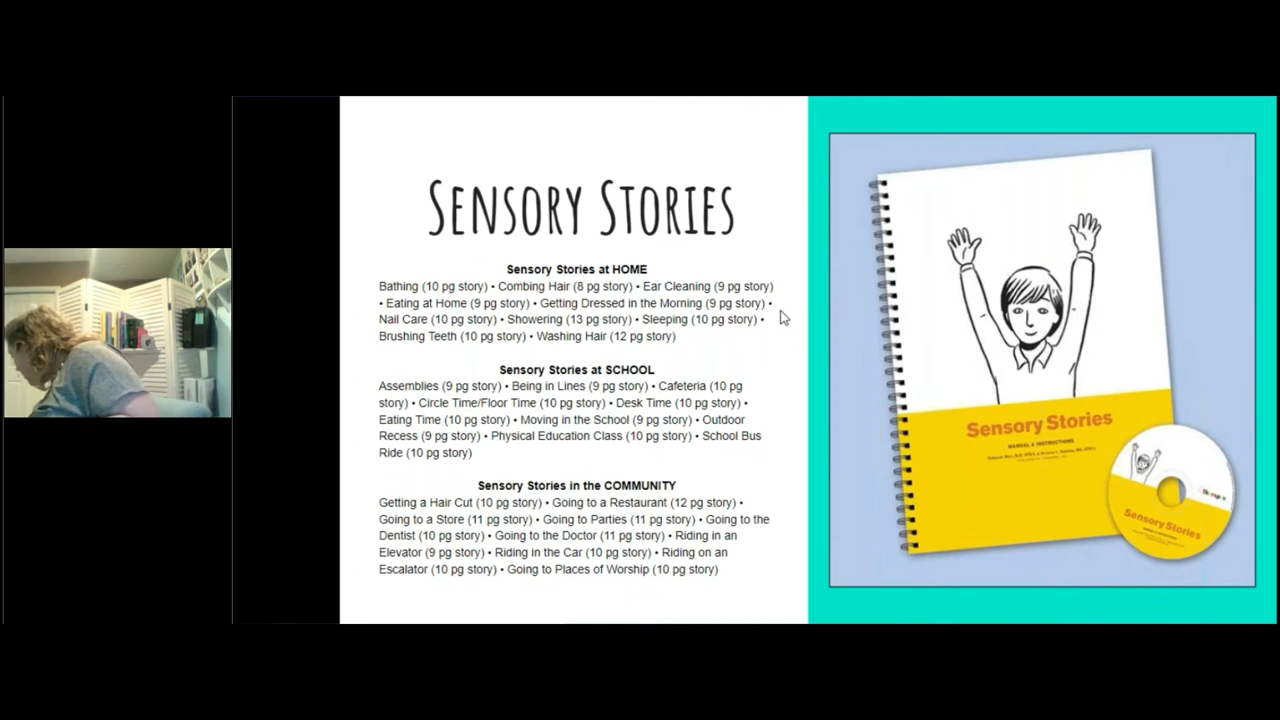 SENSORY STORIES
Sensory Stories at HOME
Bathing (10 pg story) • Combing Hair (8 pg story) • Ear Cleaning (9 pg story)
• Eating at Home (9 pg story) • Getting Dressed in the Morning (9 pg story) •
Nail Care (10 pg story) • Showering (13 pg story) • Sleeping (10 pg story) •
Brushing Teeth (10 pg story) • Washing Hair (12 pg story)
Sensory Stories at SCHOOL
Assemblies (9 pg story) • Being in Lines (9 pg story) • Cafeteria (10 pg
story) • Circle Time/Floor Time (10 pg story) • Desk Time (10 pg story) •
Eating Time (10 pg story) • Moving in the School (9 pg story) • Outdoor
Recess (9 pg story) • Physical Education Class (10 pg story) • School Bus
Ride (10 pg story)
Sensory Stories in the COMMUNITY
Getting a Hair Cut (10 pg story) • Going to a Restaurant (12 pg story) •
Going to a Store (11 pg story) • Going to Parties (11 pg story) • Going to the
Dentist (10 pg story) • Going to the Doctor (11 pg story) • Riding in an
Elevator (9 pg story) • Riding in the Car (10 pg story) • Riding on an
Escalator (10 pg story) • Going to Places of Worship (10 pg story)
Sensory Stories
MANUAL & INSTRUCTIONS
Sensory Stories